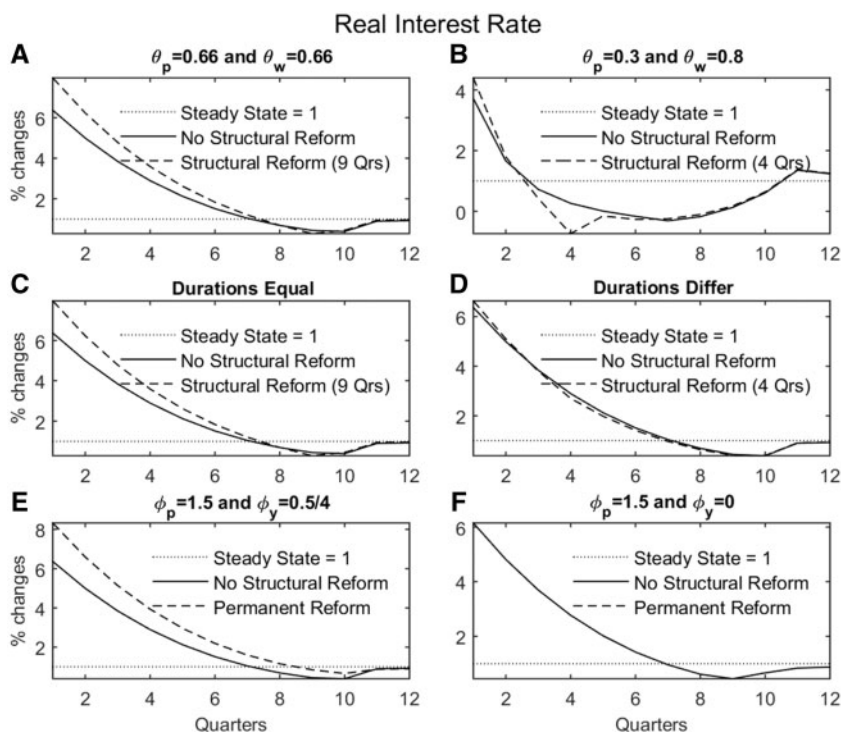 Real Interest Rate
A
θp=0.66 and θw=0.66
% changes
6
4
2
Steady State = 1
No Structural Reform
Structural Reform (9 Qrs)
2 4 6 8 10 12
B
θp=0.3 and θw=0.8
4
2
0
Steady State = 1
No Structural Reform
Structural Reform (4 Qrs)
2 4 6 8 10 12
C
Durations Equal
% changes
6
4
2
Steady State = 1
No Structural Reform
Structural Reform (9 Qrs)
2 4 6 8 10 12
D
Durations Differ
6
4
2
Steady State = 1
No Structural Reform
Structural Reform (4 Qrs)
2 4 6 8 10 12
E
ϕp=1.5 and ϕy=0.5/4
% changes
8
6
4
2
Steady State = 1
No Structural Reform
Permanent Reform
2 4 6 8 10 12
Quarters
F
ϕp=1.5 and ϕy=0
6
4
2
Steady State = 1
No Structural Reform
Permanent Reform
2 4 6 8 10 12
Quarters